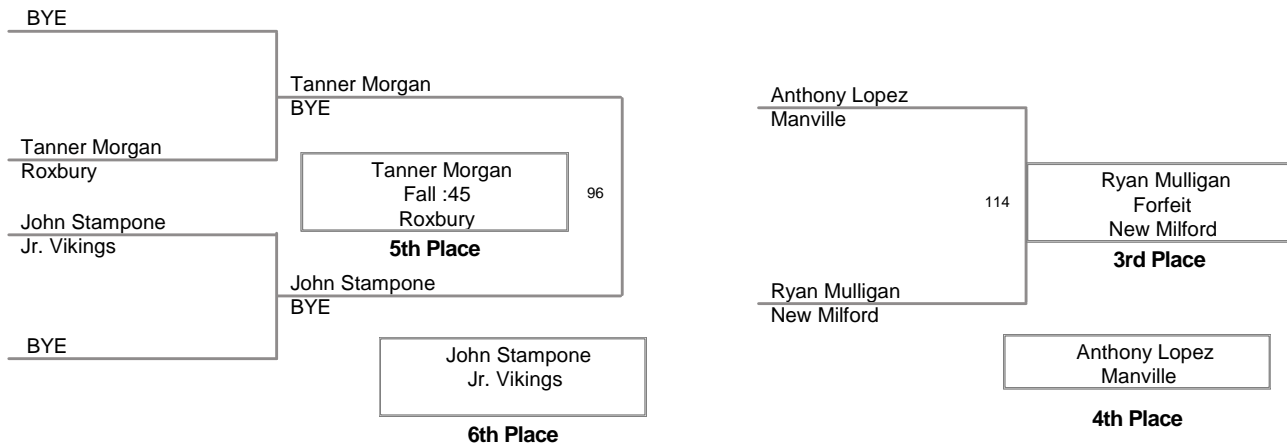 BYE
Tanner Morgan
BYE
Tanner Morgan
Roxbury
Tanner Morgan
Fall :45
Roxbury
96
5th Place
John Stampone
Jr. Vikings
John Stampone
BYE
BYE
John Stampone
Jr. Vikings
6th Place
Anthony Lopez
Manville
114
Ryan Mulligan
Forfeit
New Milford
3rd Place
Ryan Mulligan
New Milford
Anthony Lopez
Manville
4th Place